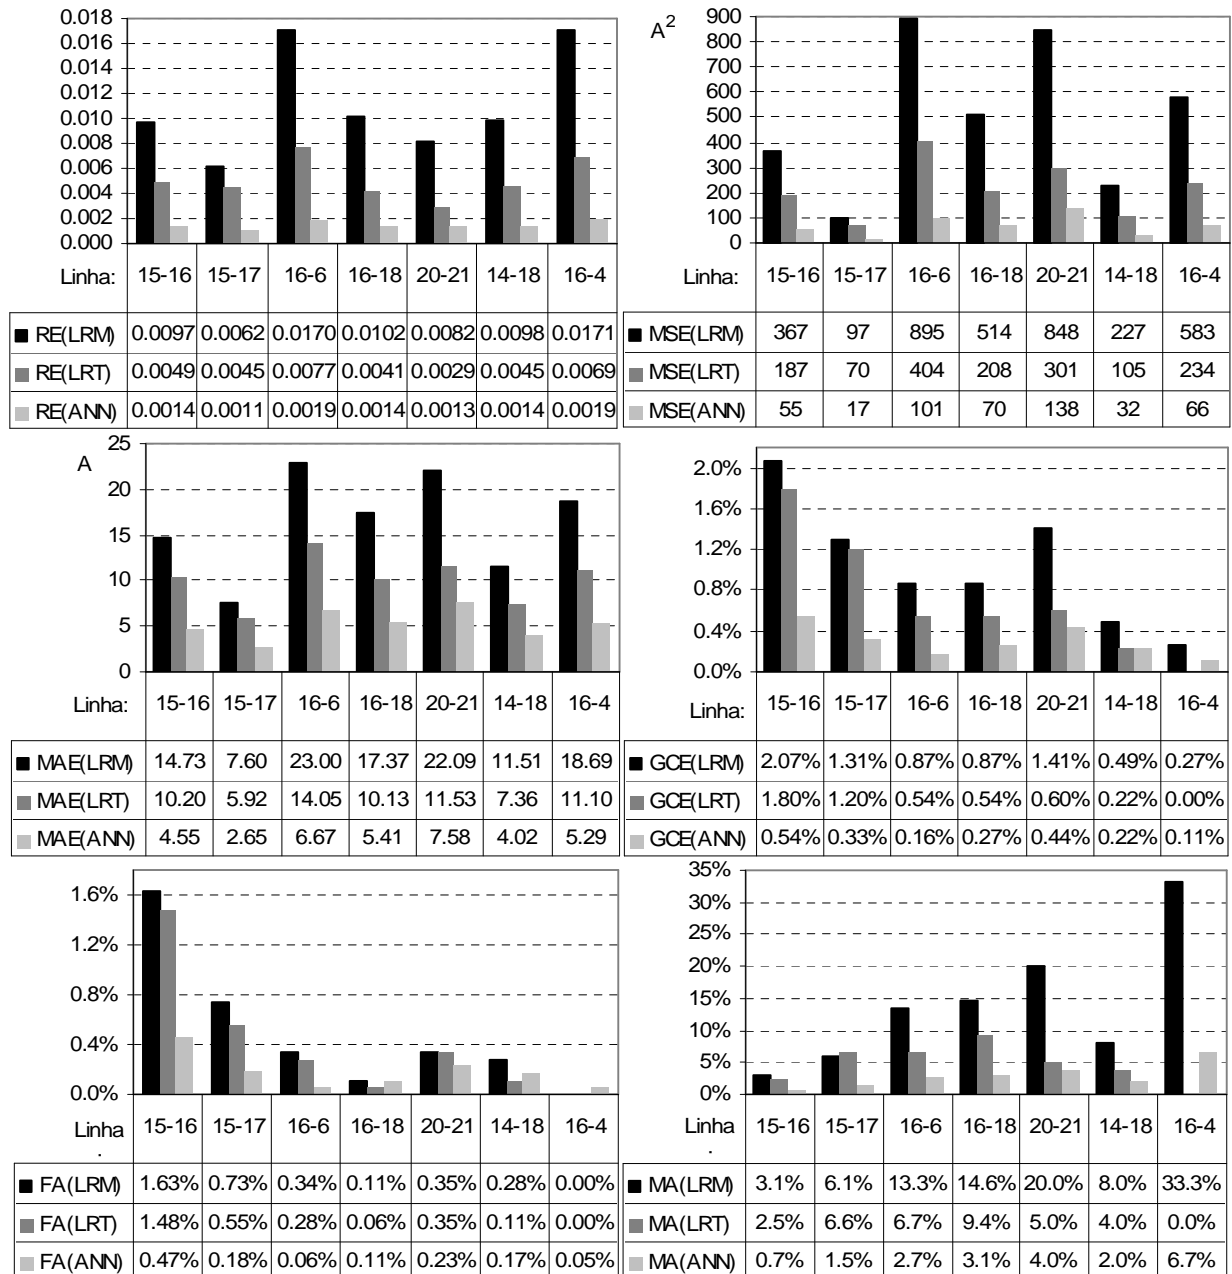 0.018
0.016
0.014
0.012
0.010
0.008
0.006
0.004
0.002
0.000
Linha: 15-16 15-17 16-6 16-18 20-21 14-18 16-4
RE(LRM) 0.0097 0.0062 0.0170 0.0102 0.0082 0.0098 0.0171
RE(LRT) 0.0049 0.0045 0.0077 0.0041 0.0029 0.0045 0.0069
RE(ANN) 0.0014 0.0011 0.0019 0.0014 0.0013 0.0014 0.0019
A²
900
800
700
600
500
400
300
200
100
0
Linha: 15-16 15-17 16-6 16-18 20-21 14-18 16-4
MSE(LRM) 367 97 895 514 848 227 583
MSE(LRT) 187 70 404 208 301 105 234
MSE(ANN) 55 17 101 70 138 32 66
A
25
20
15
10
5
0
Linha: 15-16 15-17 16-6 16-18 20-21 14-18 16-4
MAE(LRM) 14.73 7.60 23.00 17.37 22.09 11.51 18.69
MAE(LRT) 10.20 5.92 14.05 10.13 11.53 7.36 11.10
MAE(ANN) 4.55 2.65 6.67 5.41 7.58 4.02 5.29
2.0%
1.6%
1.2%
0.8%
0.4%
0.0%
Linha: 15-16 15-17 16-6 16-18 20-21 14-18 16-4
GCE(LRM) 2.07% 1.31% 0.87% 0.87% 1.41% 0.49% 0.27%
GCE(LRT) 1.80% 1.20% 0.54% 0.54% 0.60% 0.22% 0.00%
GCE(ANN) 0.54% 0.33% 0.16% 0.27% 0.44% 0.22% 0.11%
1.6%
1.2%
0.8%
0.4%
0.0%
Linha 15-16 15-17 16-6 16-18 20-21 14-18 16-4
.
FA(LRM) 1.63% 0.73% 0.34% 0.11% 0.35% 0.28% 0.00%
FA(LRT) 1.48% 0.55% 0.28% 0.06% 0.35% 0.11% 0.00%
FA(ANN) 0.47% 0.18% 0.06% 0.11% 0.23% 0.17% 0.05%
35%
30%
25%
20%
15%
10%
5%
0%
Linha 15-16 15-17 16-6 16-18 20-21 14-18 16-4
.
MA(LRM) 3.1% 6.1% 13.3% 14.6% 20.0% 8.0% 33.3%
MA(LRT) 2.5% 6.6% 6.7% 9.4% 5.0% 4.0% 0.0%
MA(ANN) 0.7% 1.5% 2.7% 3.1% 4.0% 2.0% 6.7%